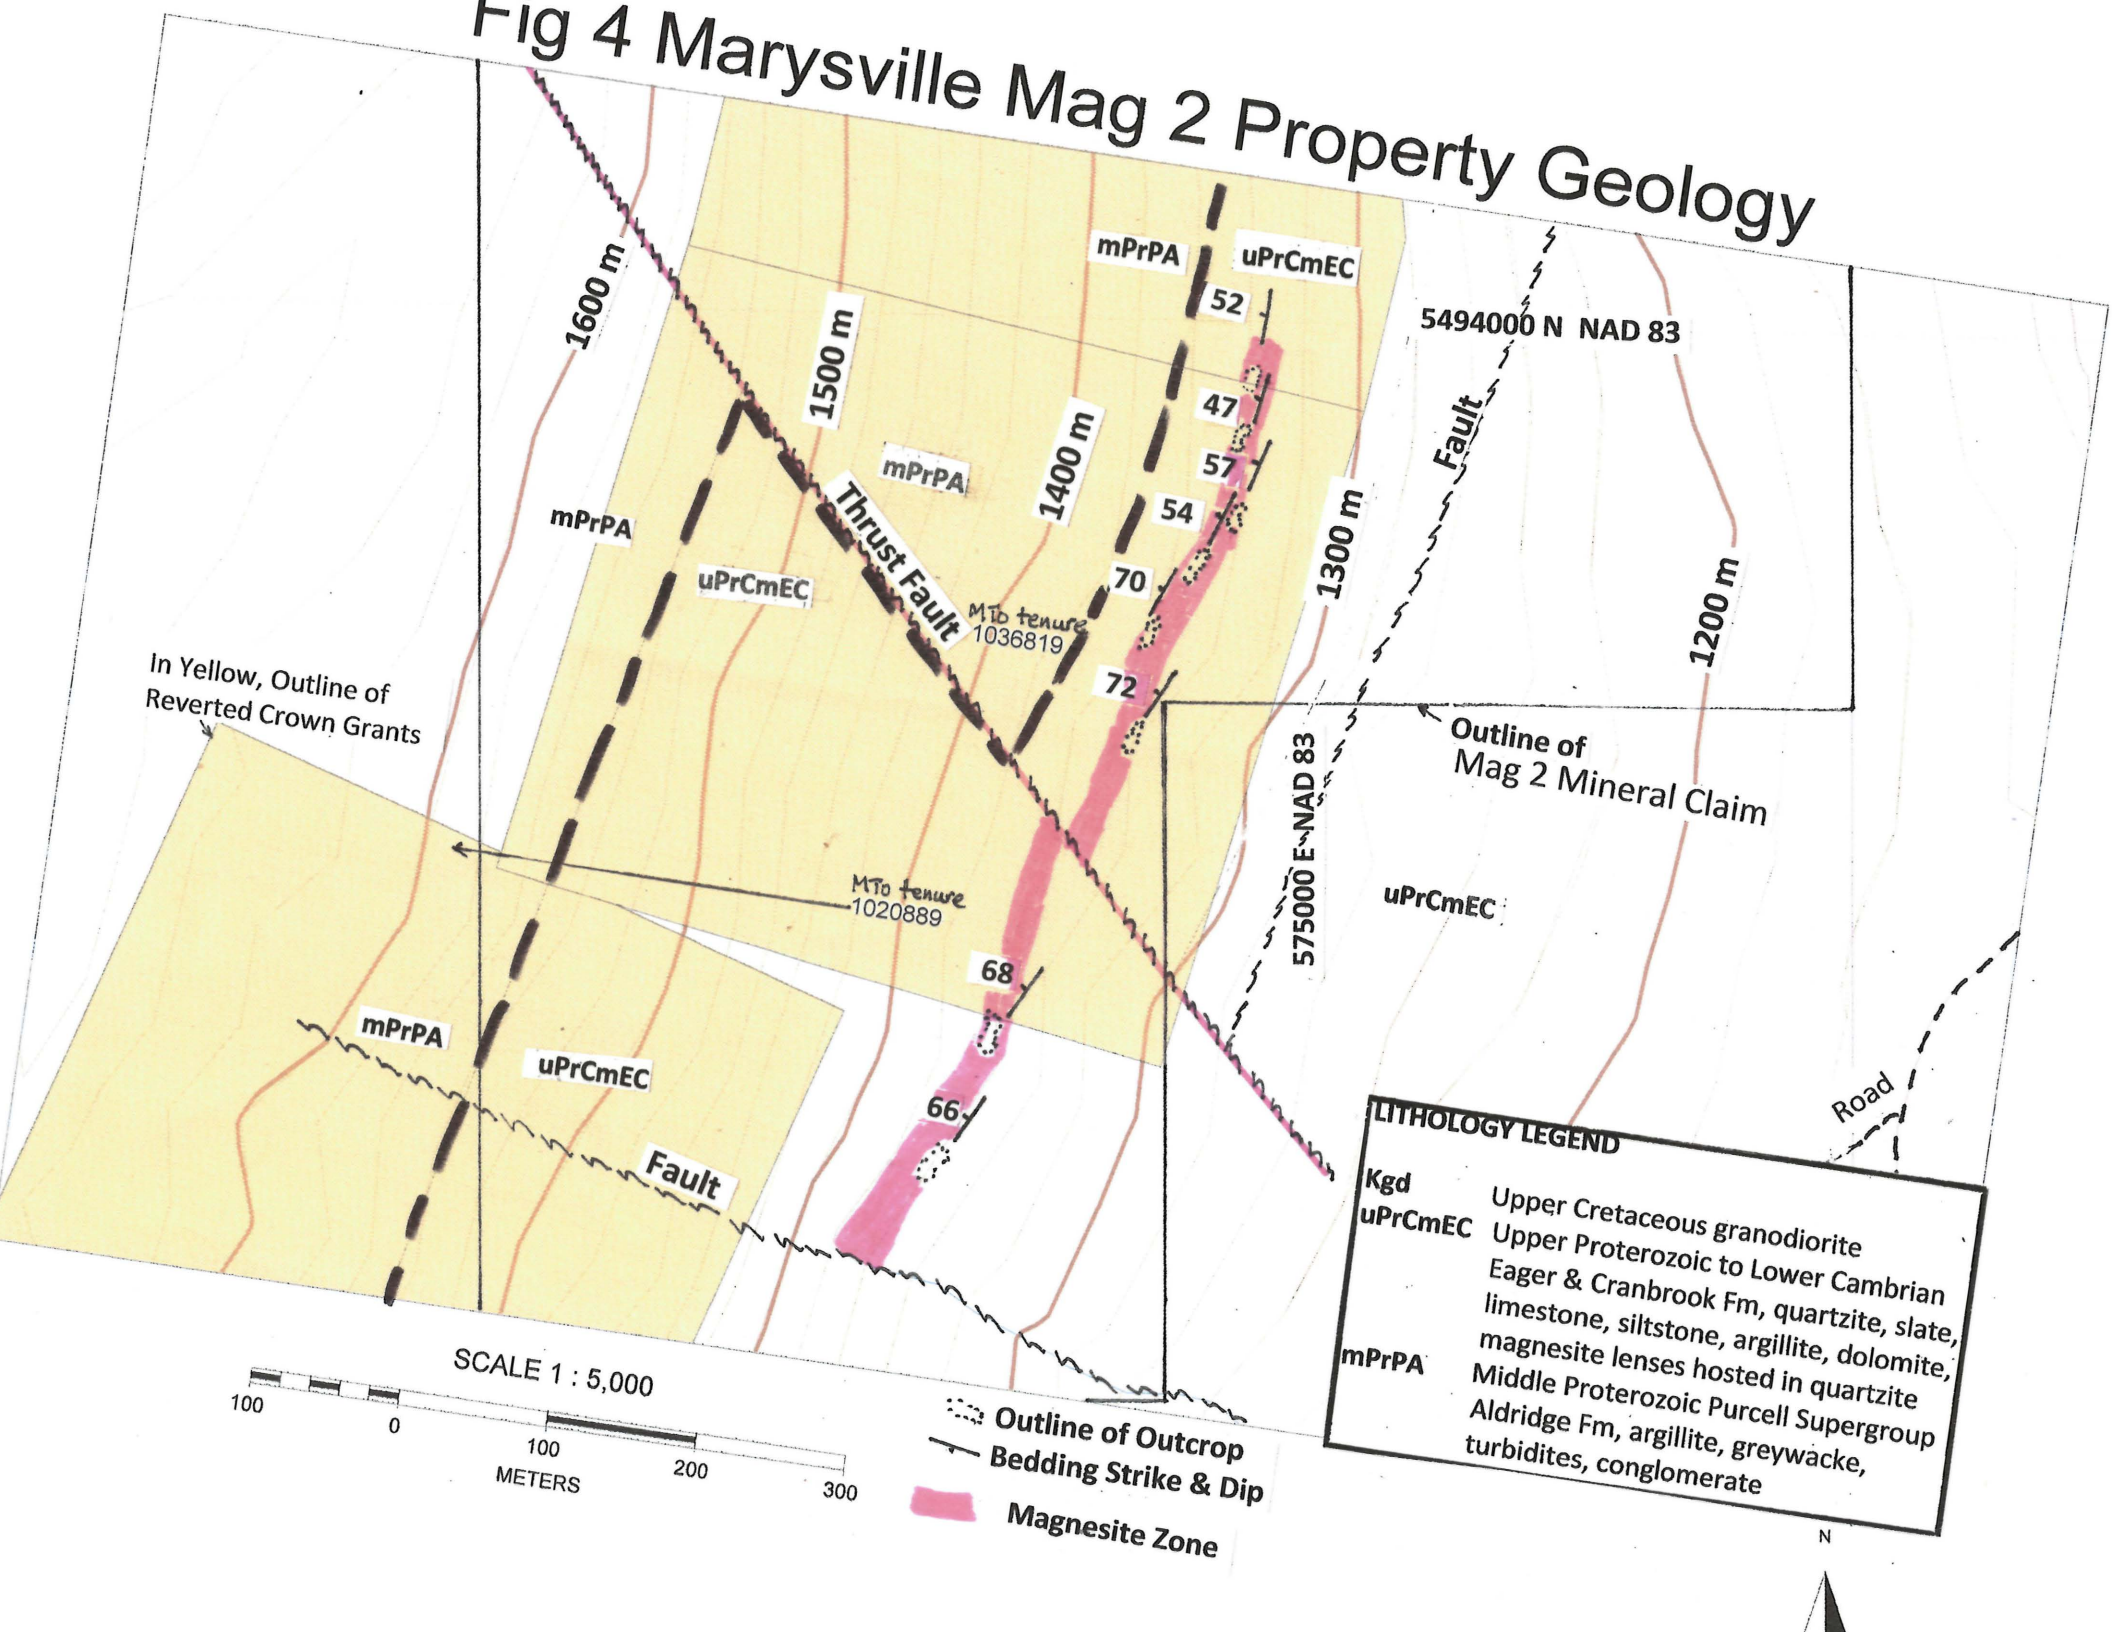 Fig 4 Marysville Mag 2 Property Geology
mPrPA
uPrCmEC
52
1600 m
5494000 N NAD 83
1500 m
47
Fault
mPrPA
1400 m
57
54
mPrPA
Thrust Fault
1300 m
uPrCmEC
70
MTo tenure
1036819
1200 m
72
In Yellow, Outline of
Reverted Crown Grants
Outline of
Mag 2 Mineral Claim
575000 E NAD 83
MTo tenure
1020889
uPrCmEC
68
mPrPA
uPrCmEC
66
Road
Fault
LITHOLOGY LEGEND
Kgd Upper Cretaceous granodiorite
uPrCmEC Upper Proterozoic to Lower Cambrian
Eager & Cranbrook Fm, quartzite, slate,
limestone, siltstone, argillite, dolomite,
magnesite lenses hosted in quartzite
mPrPA Middle Proterozoic Purcell Supergroup
Aldridge Fm, argillite, greywacke,
turbidites, conglomerate
SCALE 1 : 5,000
100 0 100 200 300
METERS
Outline of Outcrop
Bedding Strike & Dip
Magnesite Zone
N